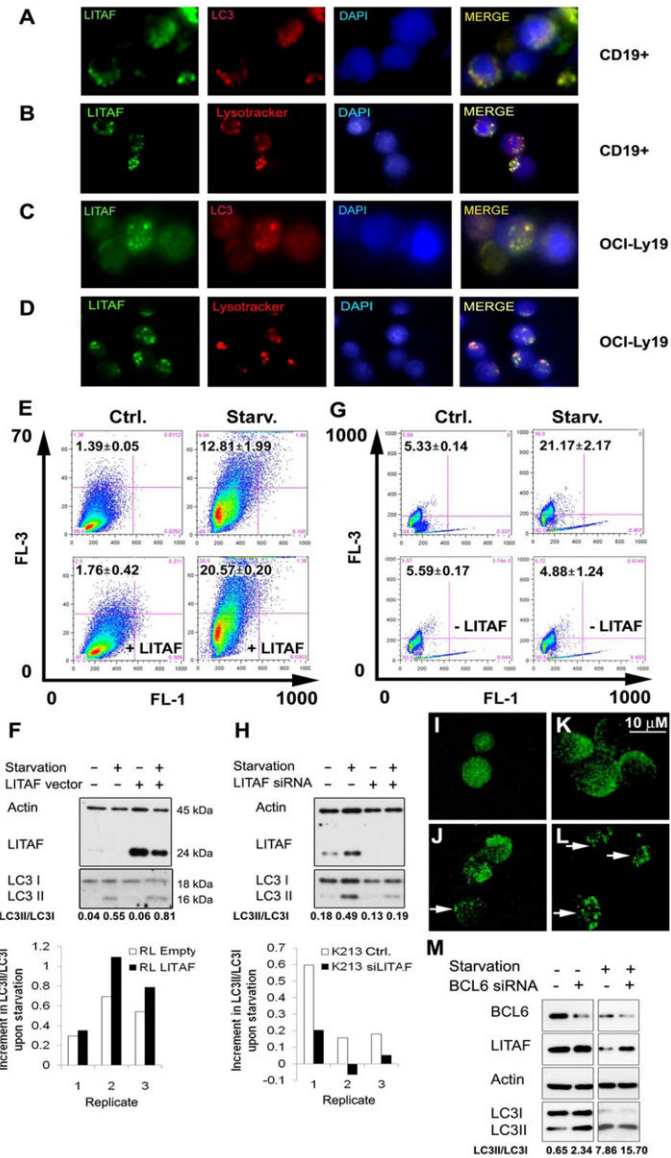 A
LITAF
LC3
DAPI
MERGE
CD19+
B
LITAF
Lysotracker
DAPI
MERGE
CD19+
C
LITAF
LC3
DAPI
MERGE
OCI-Ly19
D
LITAF
Lysotracker
DAPI
MERGE
OCI-Ly19
E
Ctrl.
Starv.
70
FL-3
0
1.39±0.05
12.81±1.99
1.76±0.42
+ LITAF
20.57±0.20
+ LITAF
0
FL-1
1000
G
Ctrl.
Starv.
1000
FL-3
0
5.33±0.14
21.17±2.17
5.59±0.17
- LITAF
4.88±1.24
- LITAF
0
FL-1
1000
F
Starvation - + - +
LITAF vector - - + +
Actin 45 kDa
LITAF 24 kDa
LC3 I 18 kDa
LC3 II 16 kDa
LC3II/LC3I 0.04 0.55 0.06 0.81
Increment in LC3II/LC3I
upon starvation
1.2
1
0.8
0.6
0.4
0.2
0
RL Empty
RL LITAF
1 2 3
Replicate
H
Starvation - + - +
LITAF siRNA - - + +
Actin
LITAF
LC3 I
LC3 II
LC3II/LC3I 0.18 0.49 0.13 0.19
Increment in LC3II/LC3I
upon starvation
0.7
0.6
0.5
0.4
0.3
0.2
0.1
0
-0.1
K213 Ctrl.
K213 siLITAF
1 2 3
Replicate
I
K
10 µM
J
L
M
Starvation - - + +
BCL6 siRNA - + - +
BCL6
LITAF
Actin
LC3I
LC3II
LC3II/LC3I 0.65 2.34 7.86 15.70